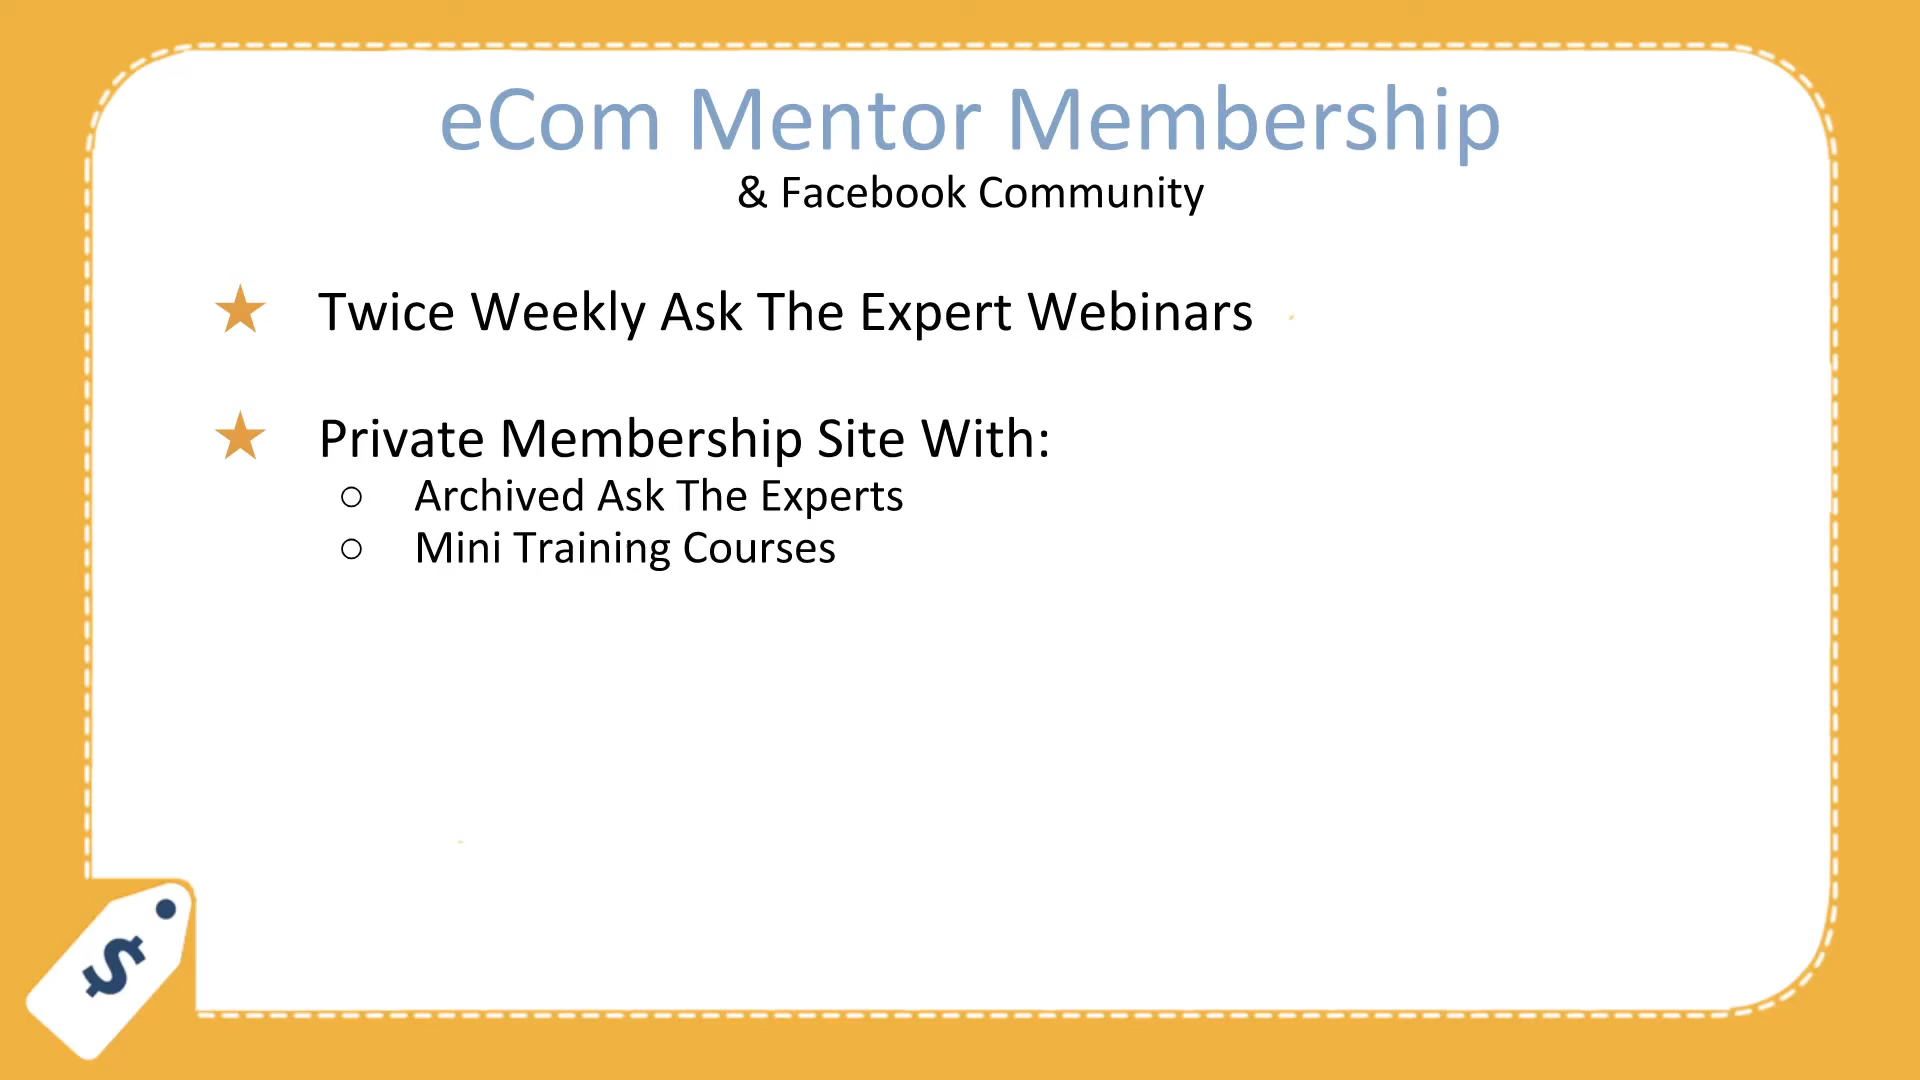 eCom Mentor Membership
& Facebook Community
★ Twice Weekly Ask The Expert Webinars
★ Private Membership Site With:
○ Archived Ask The Experts
○ Mini Training Courses
$